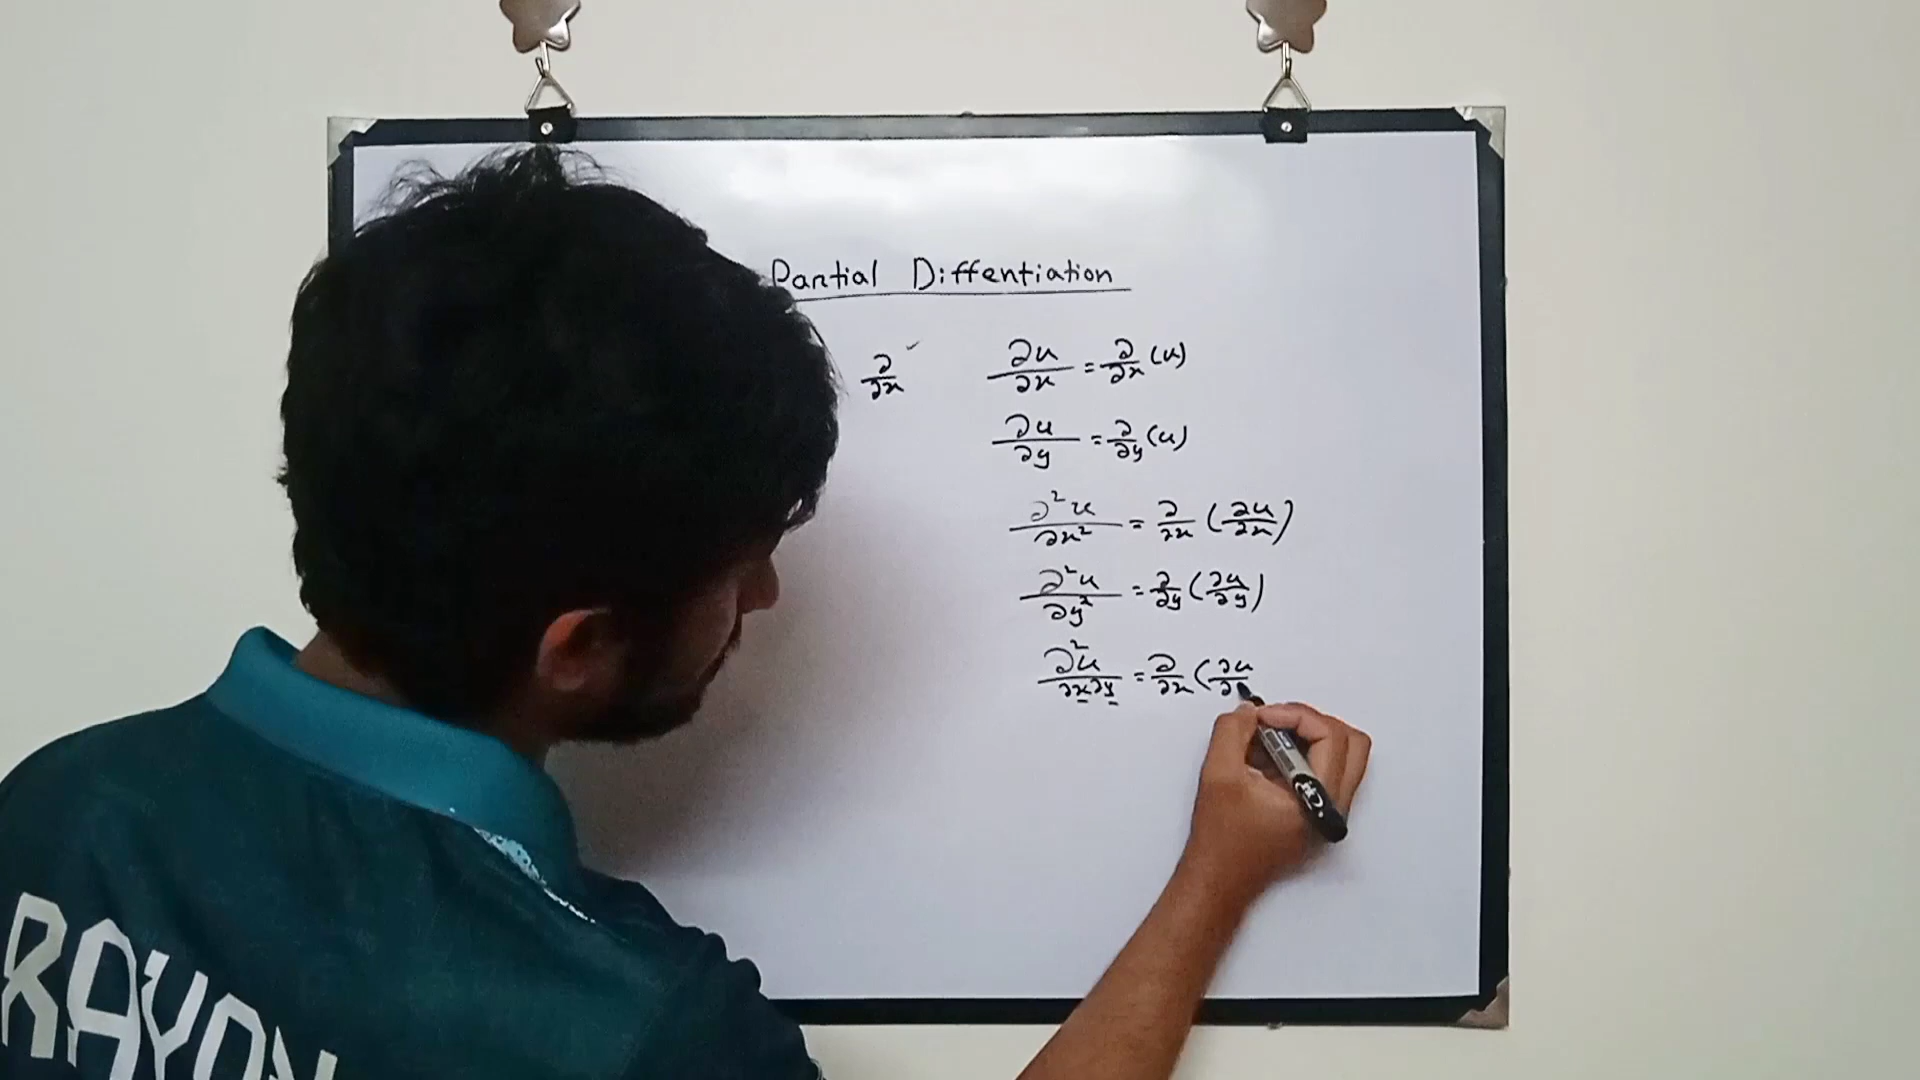 Partial Diffentiation
∂/∂x ✓ ∂u/∂x = ∂/∂x (u)
∂u/∂y = ∂/∂y (u)
∂²u/∂x² = ∂/∂x (∂u/∂x)
∂²u/∂y² = ∂/∂y (∂u/∂y)
∂²u/∂x∂y = ∂/∂x (∂u/∂
RAYON